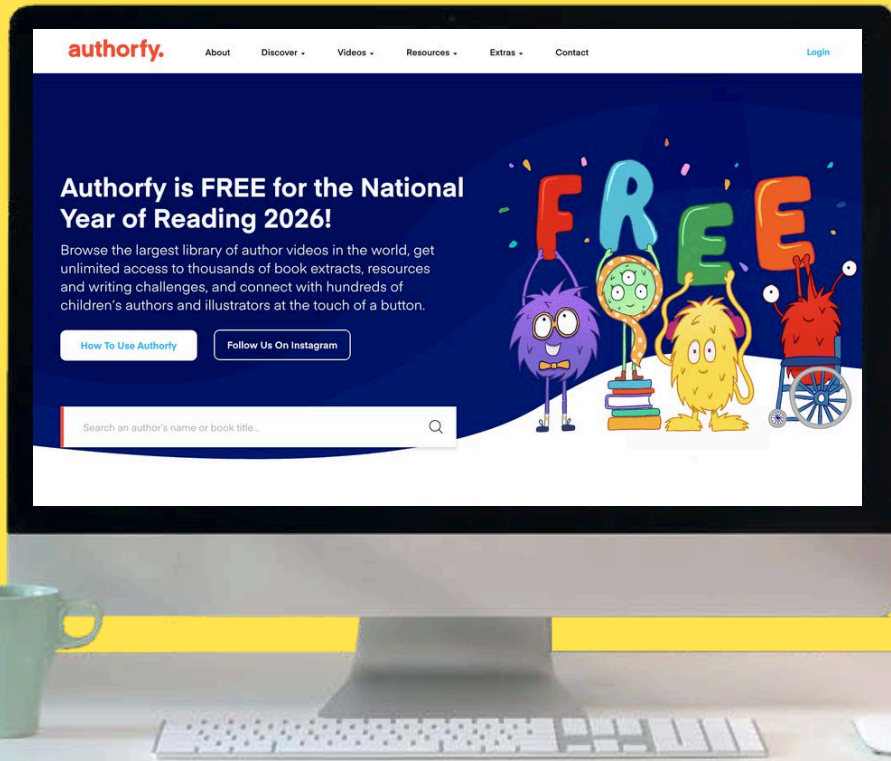 authorfy.
About Discover Videos Resources Extras Contact Login
Authorfy is FREE for the National
Year of Reading 2026!
Browse the largest library of author videos in the world, get
unlimited access to thousands of book extracts, resources
and writing challenges, and connect with hundreds of
children's authors and illustrators at the touch of a button.
How To Use Authorfy Follow Us On Instagram
Search an author's name or book title...
FREE